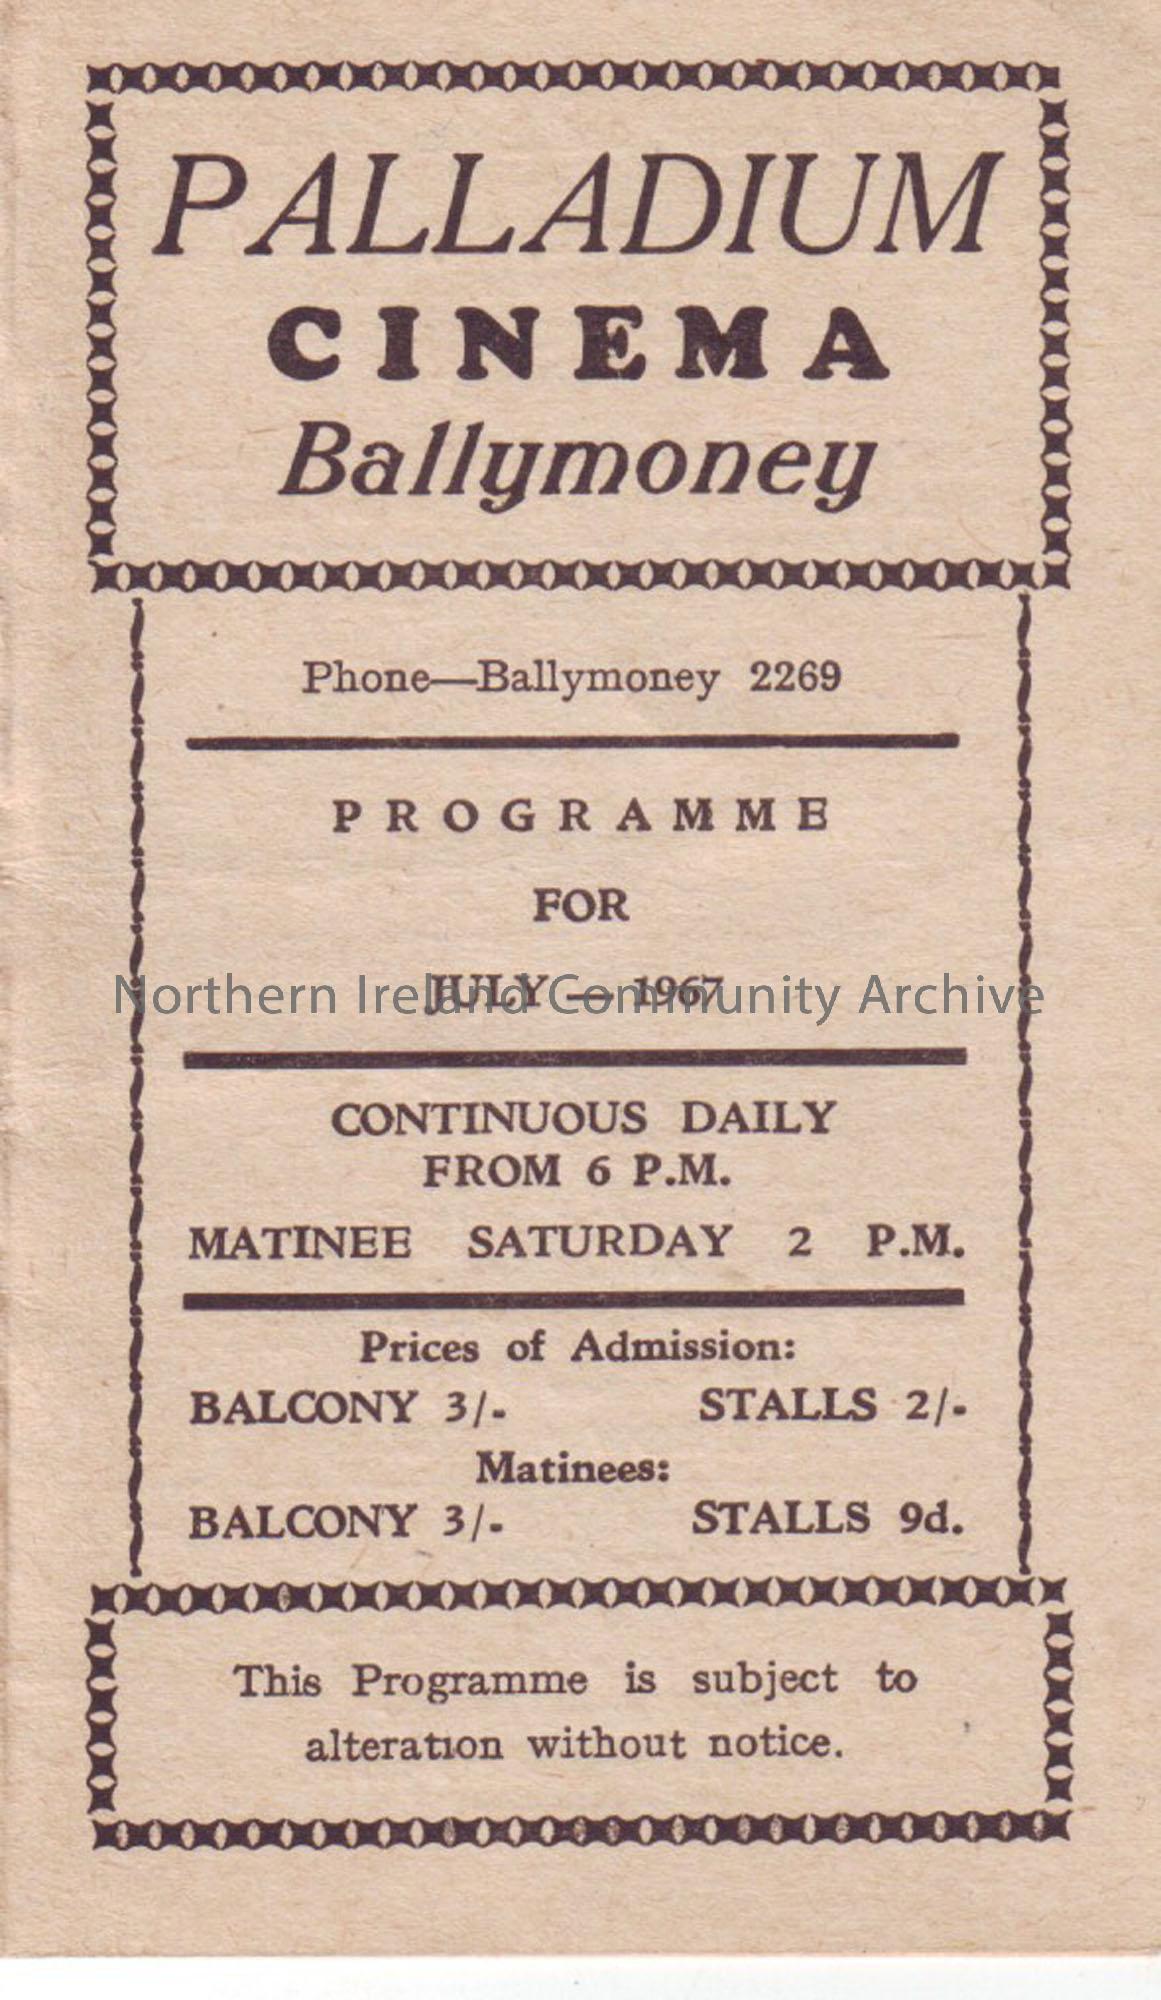 PALLADIUM
CINEMA
Ballymoney
Phone—Ballymoney 2269
PROGRAMME
FOR
JULY — 1967
Northern Ireland Community Archive
CONTINUOUS DAILY
FROM 6 P.M.
MATINEE SATURDAY 2 P.M.
Prices of Admission:
BALCONY 3/- STALLS 2/-
Matinees:
BALCONY 3/- STALLS 9d.
This Programme is subject to
alteration without notice.